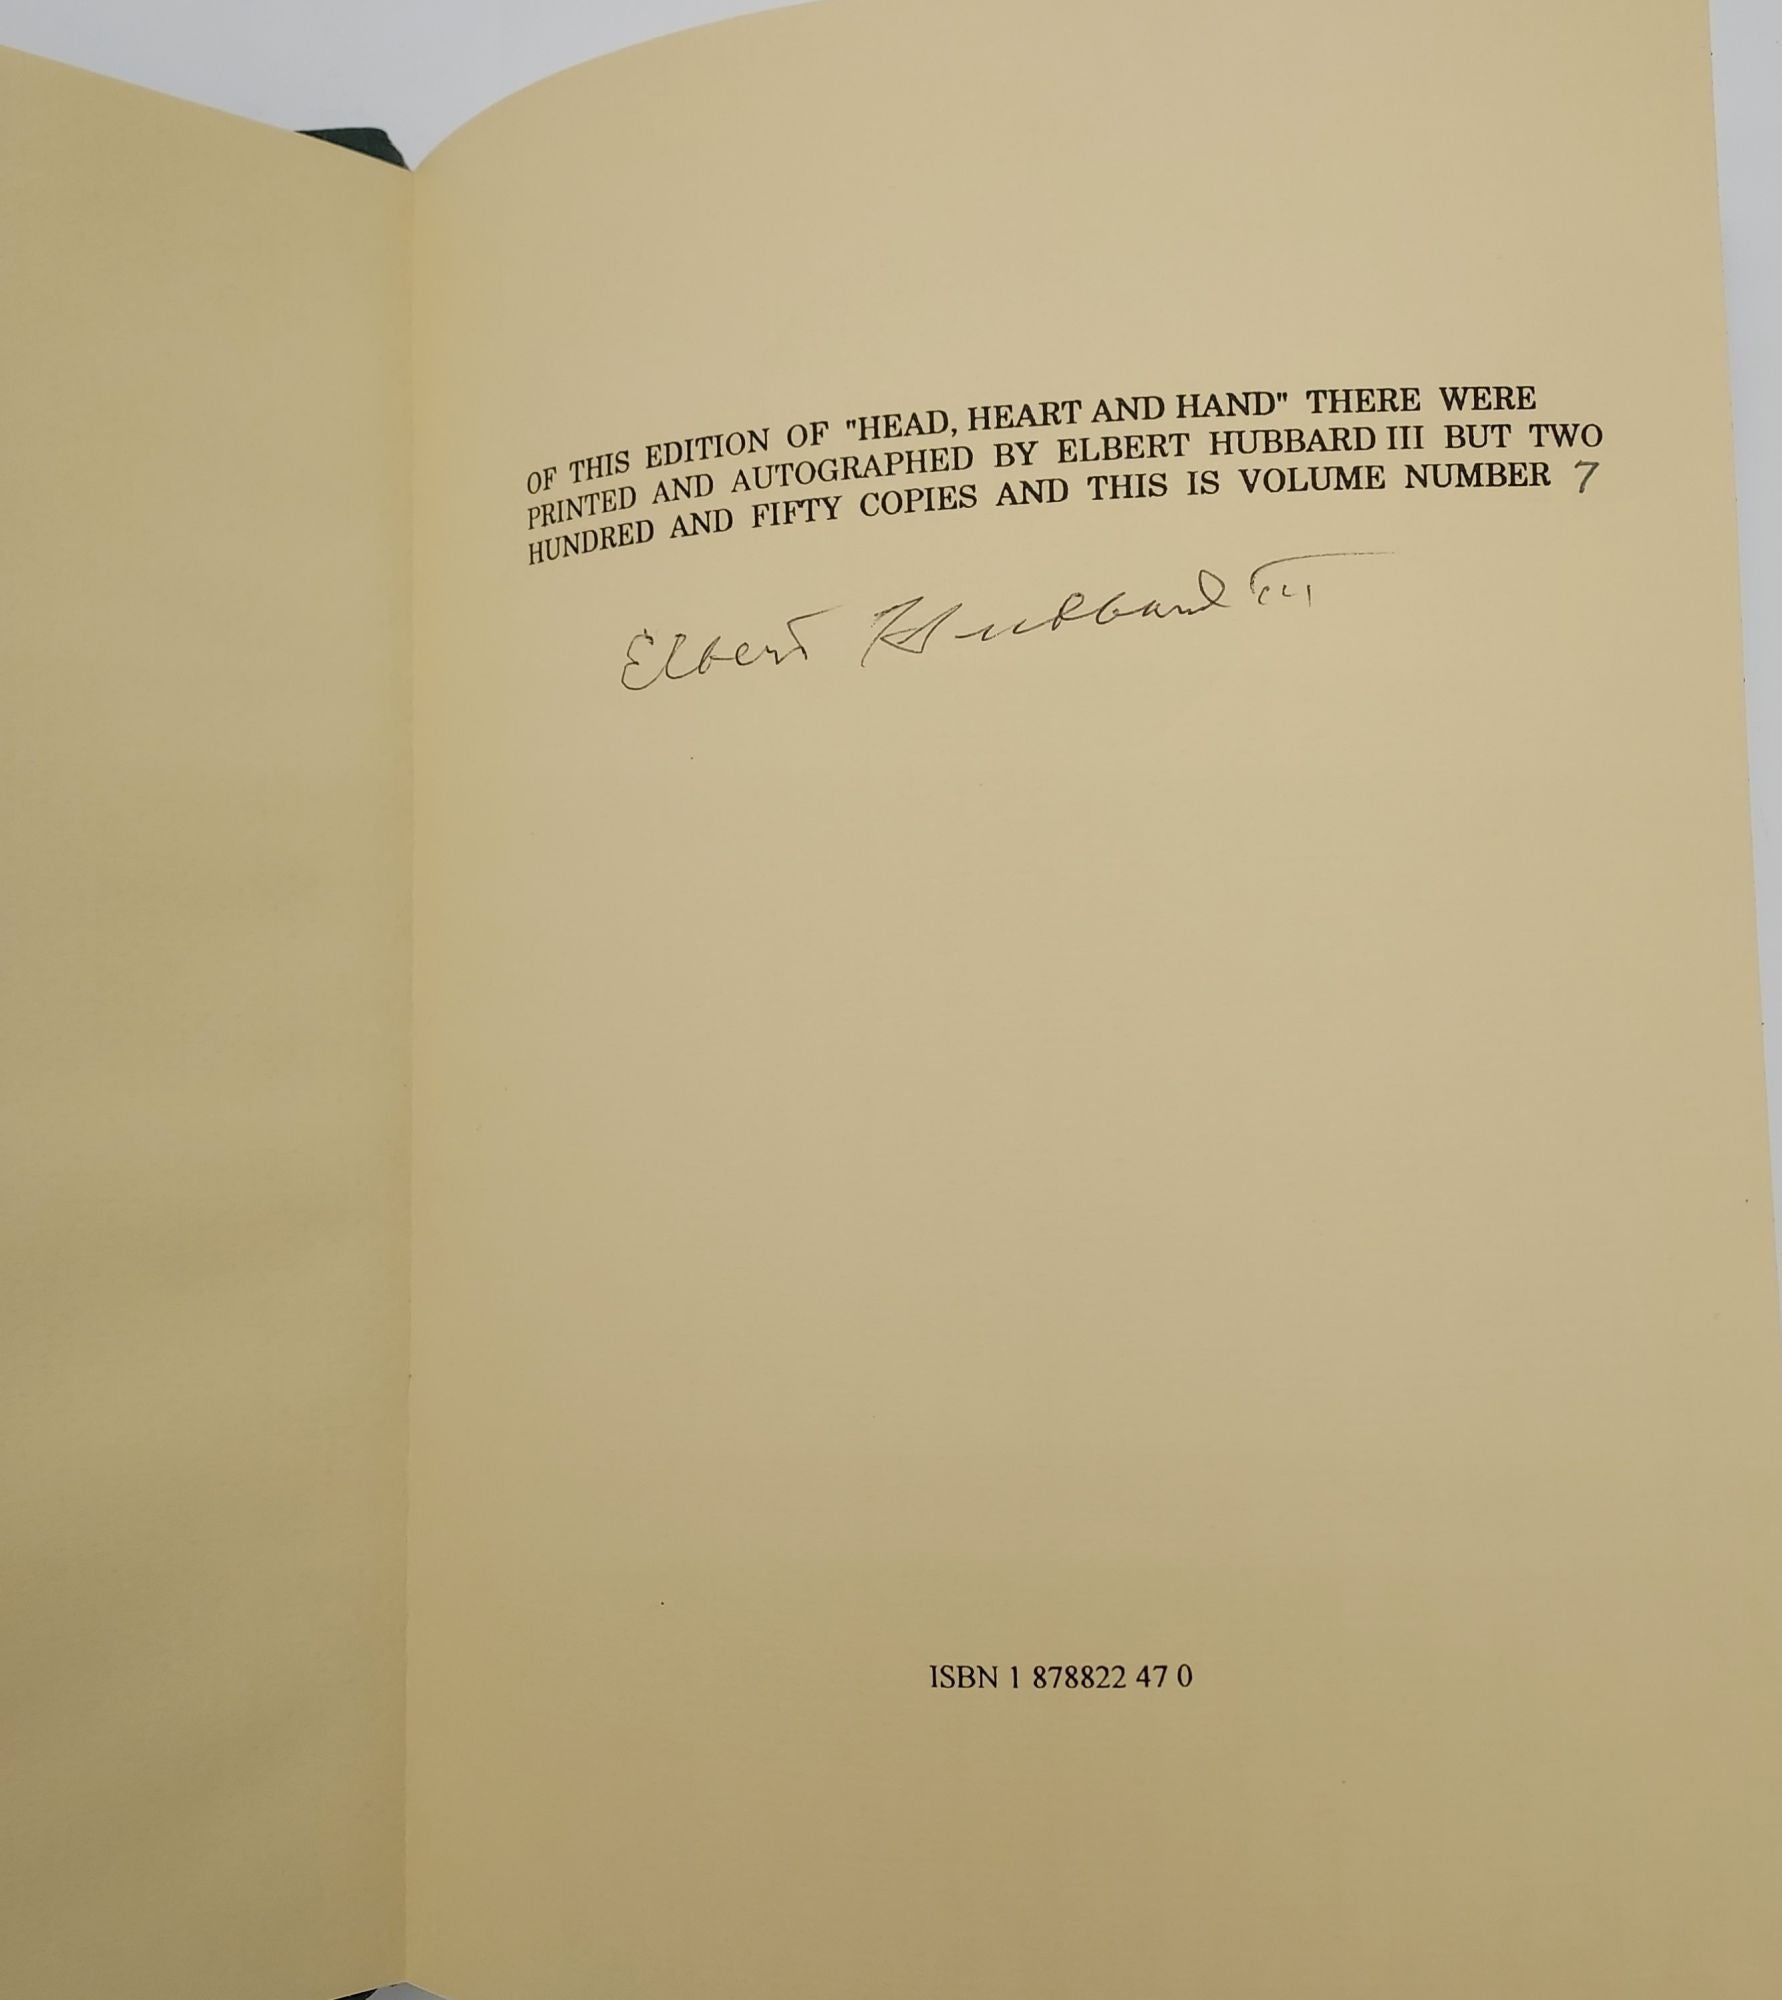 OF THIS EDITION OF "HEAD, HEART AND HAND" THERE WERE
PRINTED AND AUTOGRAPHED BY ELBERT HUBBARD III BUT TWO
HUNDRED AND FIFTY COPIES AND THIS IS VOLUME NUMBER 7
Elbert Hubbard III
ISBN 1 878822 47 0